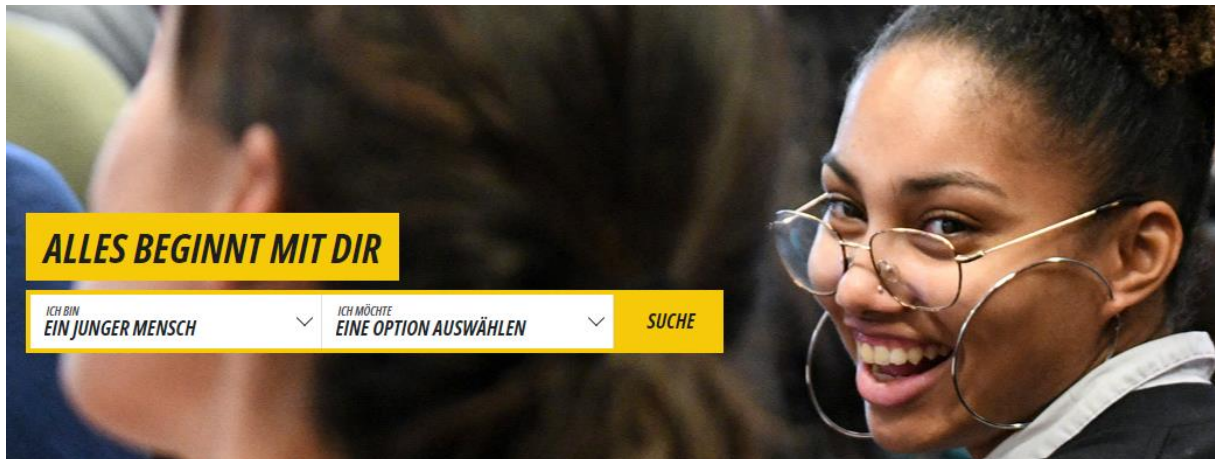 ALLES BEGINNT MIT DIR
ICH BIN
EIN JUNGER MENSCH
ICH MÖCHTE
EINE OPTION AUSWÄHLEN
SUCHE